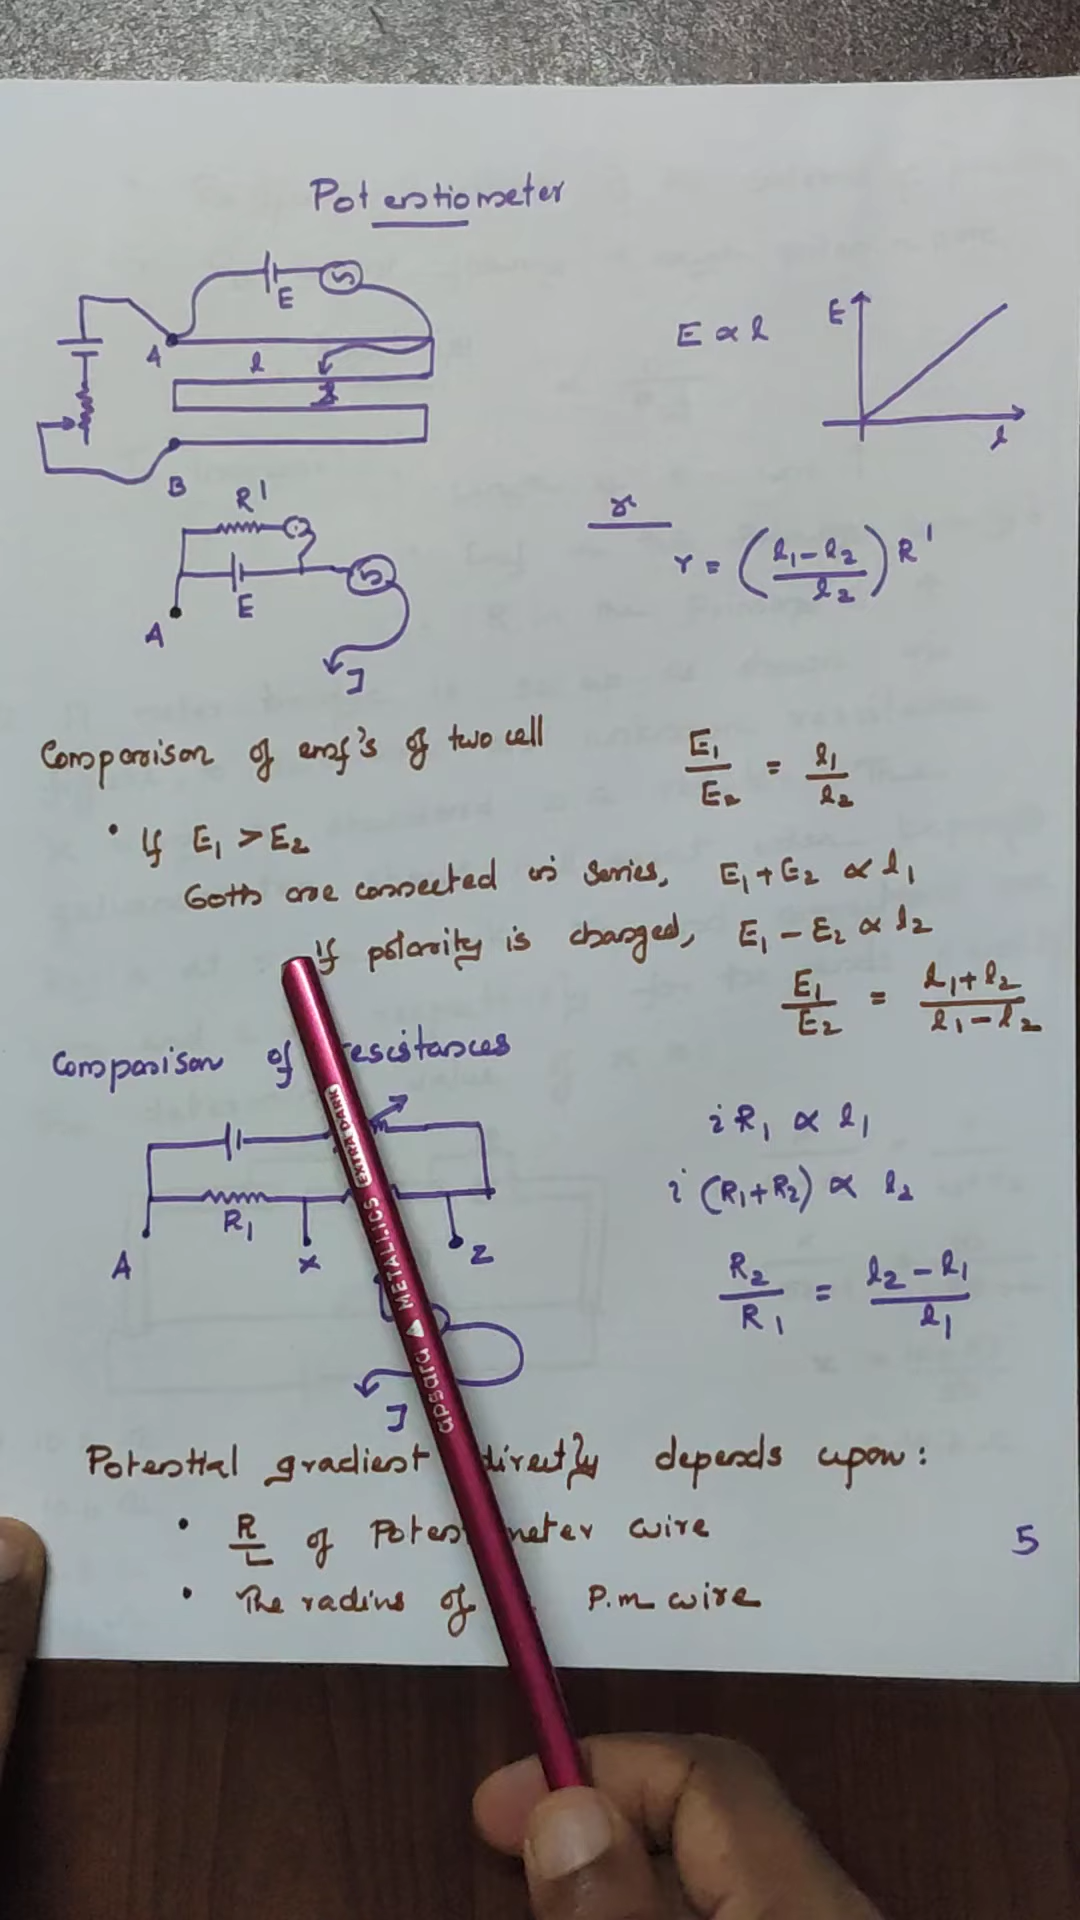 Potentiometer
E
A
l
J
B
E ∝ l
E
l
R'
E
A
J
r
r = ( (l1 - l2) / l2 ) R'
Comparison of emf's of two cell
E1/E2 = l1/l2
• If E1 > E2
Both are connected in series, E1 + E2 ∝ l1
If polarity is changed, E1 - E2 ∝ l2
E1/E2 = (l1 + l2)/(l1 - l2)
Comparison of resistances
i R1 ∝ l1
i (R1 + R2) ∝ l2
R1
A
X
Z
R2/R1 = (l2 - l1)/l1
J
METALLICS EXTRA DARK
apsara
Potential gradient directly depends upon:
• R/L of Potentiometer wire
• The radius of P.m wire
5